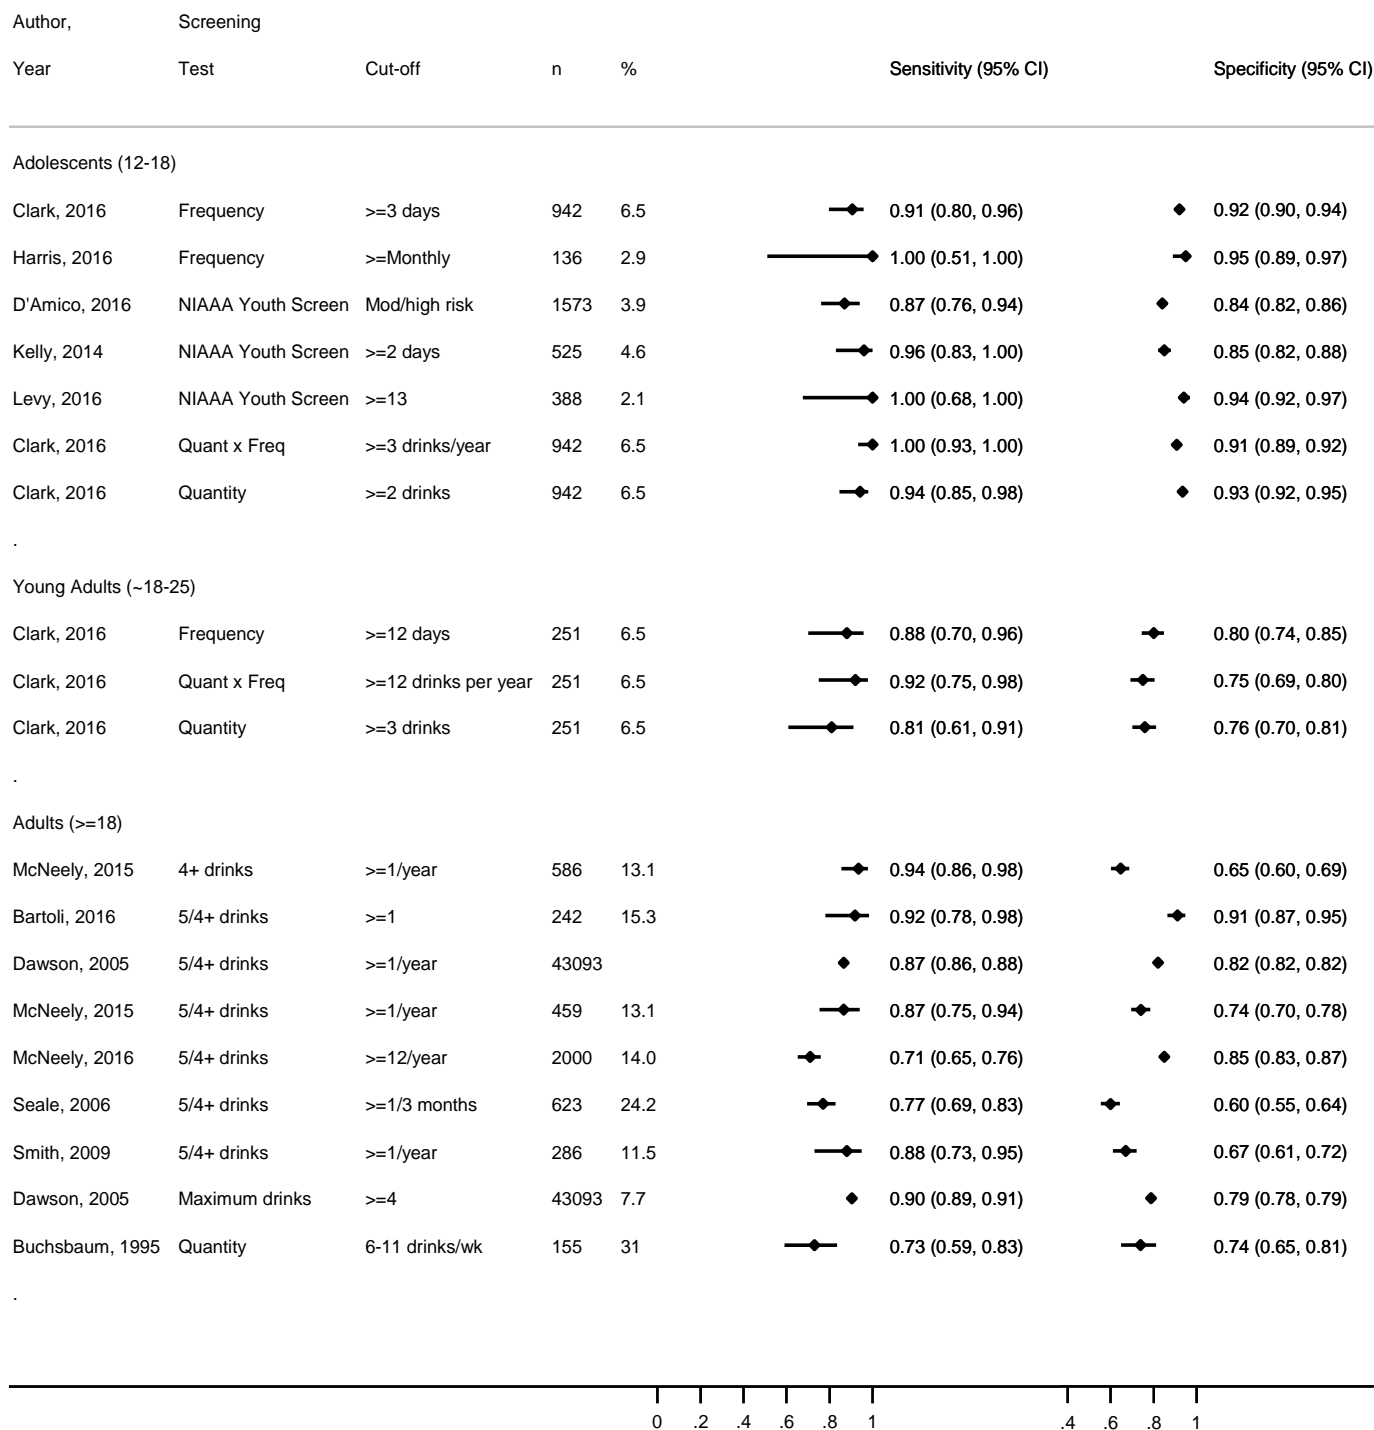 Author, Screening
Year Test Cut-off n % Sensitivity (95% CI) Specificity (95% CI)
Adolescents (12-18)
Clark, 2016 Frequency >=3 days 942 6.5 0.91 (0.80, 0.96) 0.92 (0.90, 0.94)
Harris, 2016 Frequency >=Monthly 136 2.9 1.00 (0.51, 1.00) 0.95 (0.89, 0.97)
D'Amico, 2016 NIAAA Youth Screen Mod/high risk 1573 3.9 0.87 (0.76, 0.94) 0.84 (0.82, 0.86)
Kelly, 2014 NIAAA Youth Screen >=2 days 525 4.6 0.96 (0.83, 1.00) 0.85 (0.82, 0.88)
Levy, 2016 NIAAA Youth Screen >=13 388 2.1 1.00 (0.68, 1.00) 0.94 (0.92, 0.97)
Clark, 2016 Quant x Freq >=3 drinks/year 942 6.5 1.00 (0.93, 1.00) 0.91 (0.89, 0.92)
Clark, 2016 Quantity >=2 drinks 942 6.5 0.94 (0.85, 0.98) 0.93 (0.92, 0.95)
.
Young Adults (~18-25)
Clark, 2016 Frequency >=12 days 251 6.5 0.88 (0.70, 0.96) 0.80 (0.74, 0.85)
Clark, 2016 Quant x Freq >=12 drinks per year 251 6.5 0.92 (0.75, 0.98) 0.75 (0.69, 0.80)
Clark, 2016 Quantity >=3 drinks 251 6.5 0.81 (0.61, 0.91) 0.76 (0.70, 0.81)
.
Adults (>=18)
McNeely, 2015 4+ drinks >=1/year 586 13.1 0.94 (0.86, 0.98) 0.65 (0.60, 0.69)
Bartoli, 2016 5/4+ drinks >=1 242 15.3 0.92 (0.78, 0.98) 0.91 (0.87, 0.95)
Dawson, 2005 5/4+ drinks >=1/year 43093 0.87 (0.86, 0.88) 0.82 (0.82, 0.82)
McNeely, 2015 5/4+ drinks >=1/year 459 13.1 0.87 (0.75, 0.94) 0.74 (0.70, 0.78)
McNeely, 2016 5/4+ drinks >=12/year 2000 14.0 0.71 (0.65, 0.76) 0.85 (0.83, 0.87)
Seale, 2006 5/4+ drinks >=1/3 months 623 24.2 0.77 (0.69, 0.83) 0.60 (0.55, 0.64)
Smith, 2009 5/4+ drinks >=1/year 286 11.5 0.88 (0.73, 0.95) 0.67 (0.61, 0.72)
Dawson, 2005 Maximum drinks >=4 43093 7.7 0.90 (0.89, 0.91) 0.79 (0.78, 0.79)
Buchsbaum, 1995 Quantity 6-11 drinks/wk 155 31 0.73 (0.59, 0.83) 0.74 (0.65, 0.81)
.
0 .2 .4 .6 .8 1 .4 .6 .8 1